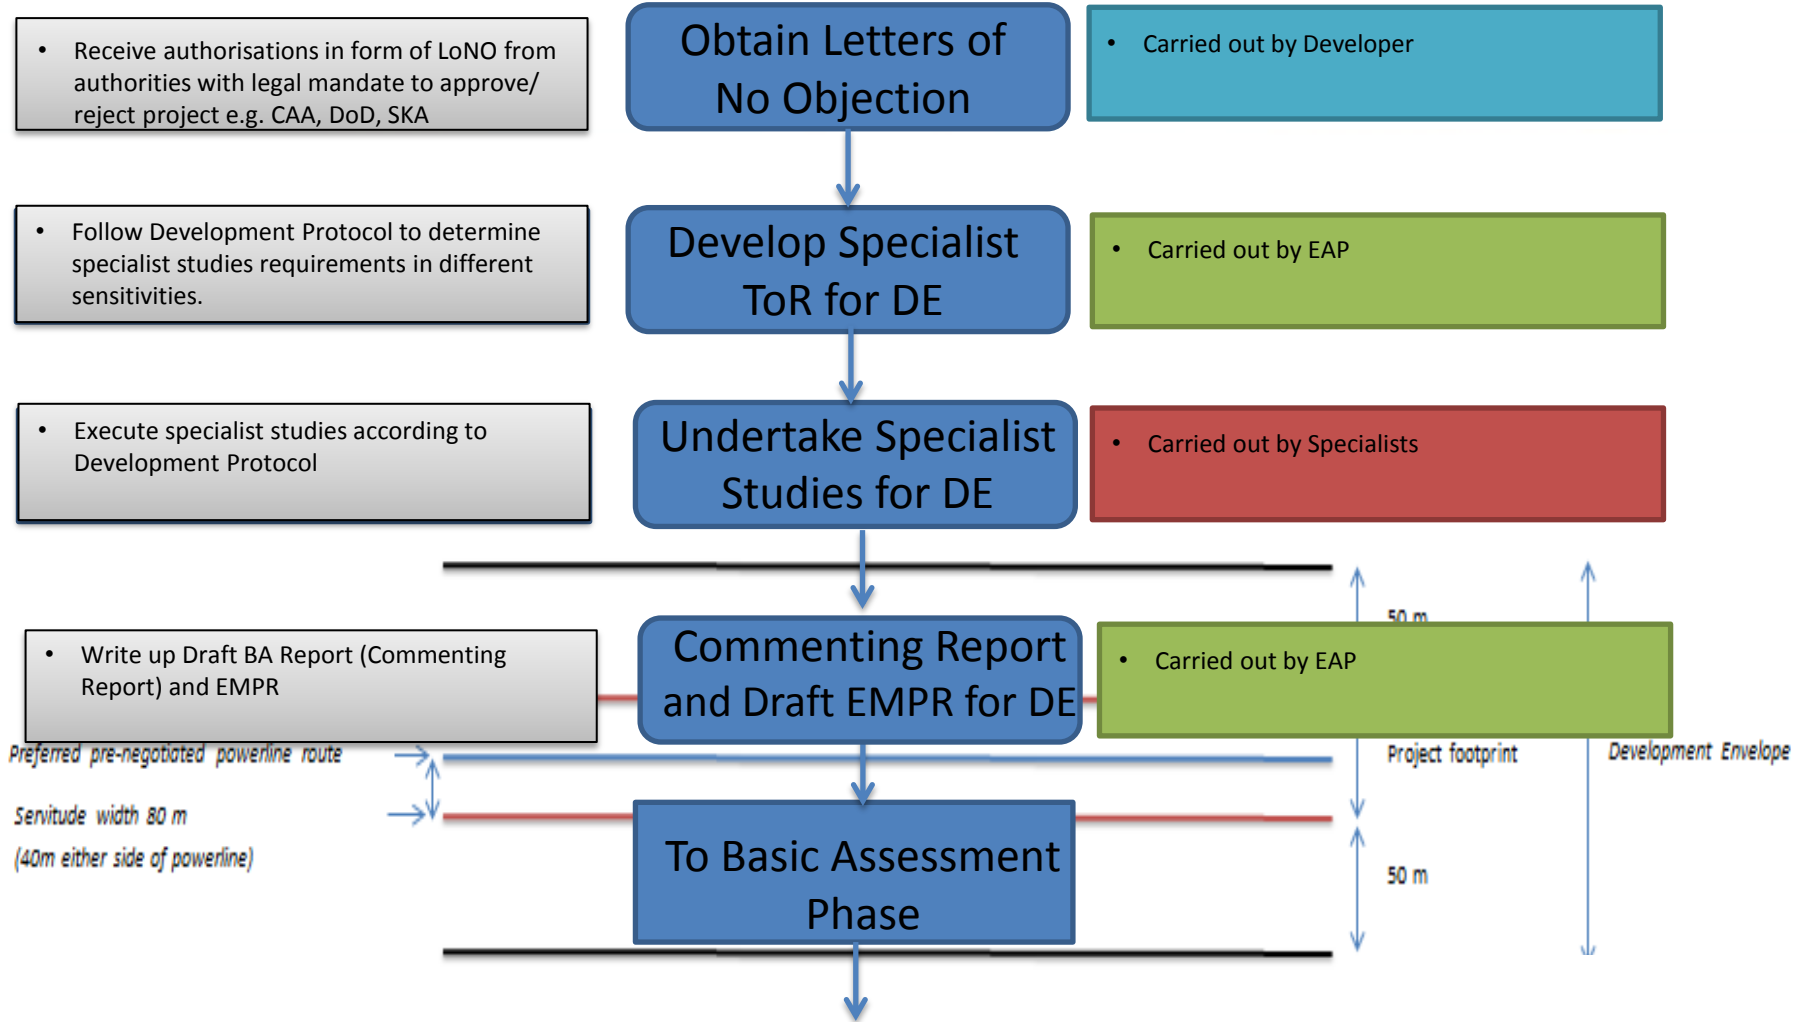 • Receive authorisations in form of LoNO from
authorities with legal mandate to approve/
reject project e.g. CAA, DoD, SKA
Obtain Letters of
No Objection
• Carried out by Developer
• Follow Development Protocol to determine
specialist studies requirements in different
sensitivities.
Develop Specialist
ToR for DE
• Carried out by EAP
• Execute specialist studies according to
Development Protocol
Undertake Specialist
Studies for DE
• Carried out by Specialists
50 m
• Write up Draft BA Report (Commenting
Report) and EMPR
Commenting Report
and Draft EMPR for DE
• Carried out by EAP
Preferred pre-negotiated powerline route
Project footprint
Development Envelope
Servitude width 80 m
(40m either side of powerline)
To Basic Assessment
Phase
50 m